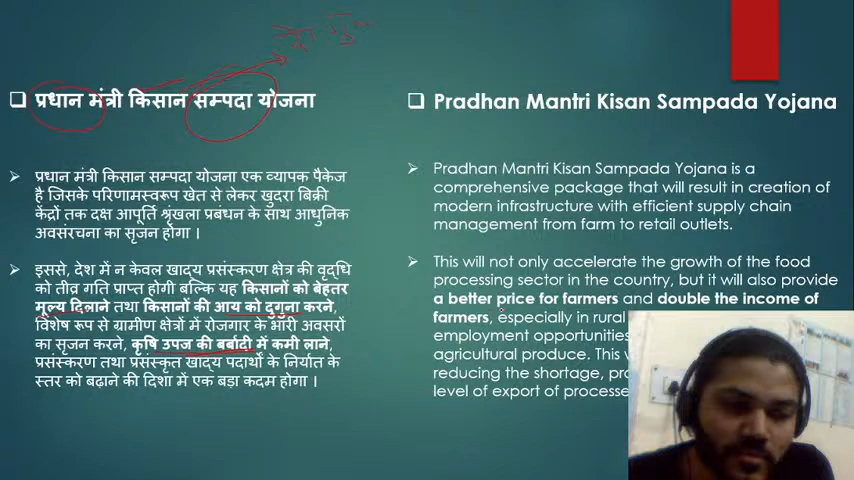 प्रधान मंत्री किसान सम्पदा योजना
प्रधान मंत्री किसान सम्पदा योजना एक व्यापक पैकेज
है जिसके परिणामस्वरूप खेत से लेकर खुदरा बिक्री
केंद्रों तक दक्ष आपूर्ति श्रृंखला प्रबंधन के साथ आधुनिक
अवसंरचना का सृजन होगा ।
इससे, देश में न केवल खाद्य प्रसंस्करण क्षेत्र की वृद्धि
को तीव्र गति प्राप्त होगी बल्कि यह किसानों को बेहतर
मूल्य दिलाने तथा किसानों की आय को दुगुना करने,
विशेष रूप से ग्रामीण क्षेत्रों में रोजगार के भारी अवसरों
का सृजन करने, कृषि उपज की बर्बादी में कमी लाने,
प्रसंस्करण तथा प्रसंस्कृत खाद्य पदार्थों के निर्यात के
स्तर को बढ़ाने की दिशा में एक बड़ा कदम होगा ।
Pradhan Mantri Kisan Sampada Yojana
Pradhan Mantri Kisan Sampada Yojana is a
comprehensive package that will result in creation of
modern infrastructure with efficient supply chain
management from farm to retail outlets.
This will not only accelerate the growth of the food
processing sector in the country, but it will also provide
a better price for farmers and double the income of
farmers, especially in rural
employment opportunities
agricultural produce. This
reducing the shortage,
level of export of